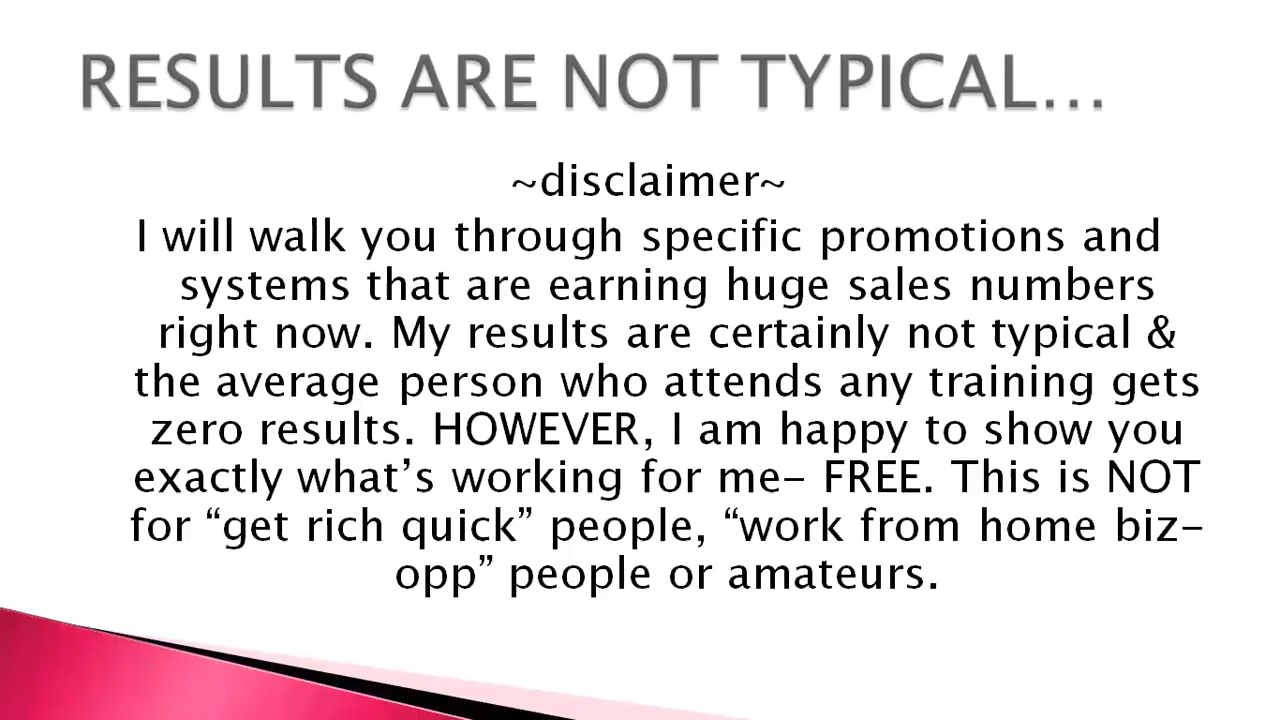 RESULTS ARE NOT TYPICAL...
~disclaimer~
I will walk you through specific promotions and
systems that are earning huge sales numbers
right now. My results are certainly not typical &
the average person who attends any training gets
zero results. HOWEVER, I am happy to show you
exactly what’s working for me– FREE. This is NOT
for “get rich quick” people, “work from home biz–
opp” people or amateurs.